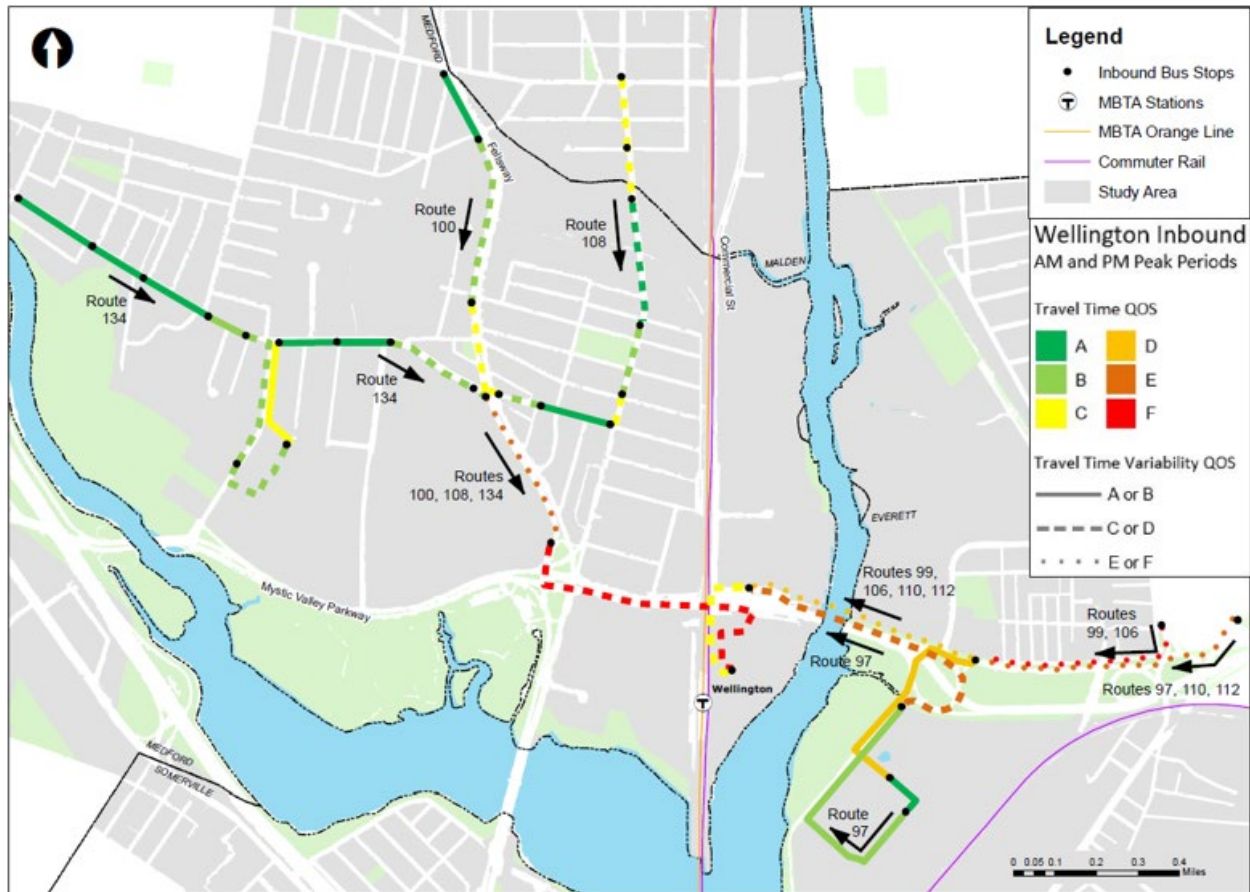 Legend
Inbound Bus Stops
T
MBTA Stations
MBTA Orange Line
Commuter Rail
Study Area
Wellington Inbound
AM and PM Peak Periods
Travel Time QOS
A
D
B
E
C
F
Travel Time Variability QOS
A or B
C or D
E or F
MEDFORD
Fellsway
Route
100
Route
108
Commercial St
MALDEN
Route
134
Route
134
Routes
100, 108, 134
EVERETT
Mystic Valley Parkway
Routes 99,
106, 110, 112
Routes
99, 106
Route 97
Routes 97, 110, 112
Wellington
T
MEDFORD
SOMERVILLE
Route
97
0 0.05 0.1 0.2 0.3 0.4
Miles